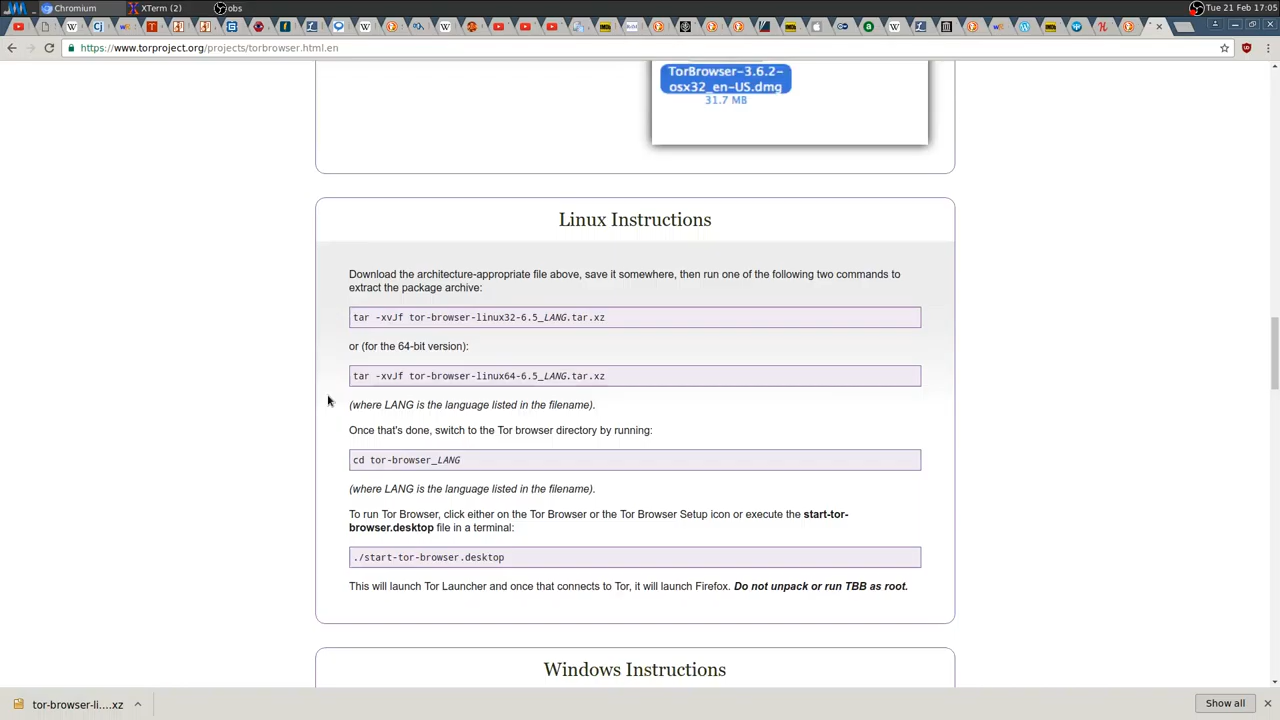 Chromium
XTerm (2)
obs
Tue 21 Feb 17:05
https://www.torproject.org/projects/torbrowser.html.en
TorBrowser-3.6.2-
osx32_en-US.dmg
31.7 MB
Linux Instructions
Download the architecture-appropriate file above, save it somewhere, then run one of the following two commands to
extract the package archive:
tar -xvJf tor-browser-linux32-6.5_LANG.tar.xz
or (for the 64-bit version):
tar -xvJf tor-browser-linux64-6.5_LANG.tar.xz
(where LANG is the language listed in the filename).
Once that's done, switch to the Tor browser directory by running:
cd tor-browser_LANG
(where LANG is the language listed in the filename).
To run Tor Browser, click either on the Tor Browser or the Tor Browser Setup icon or execute the start-tor-
browser.desktop file in a terminal:
./start-tor-browser.desktop
This will launch Tor Launcher and once that connects to Tor, it will launch Firefox. Do not unpack or run TBB as root.
Windows Instructions
tor-browser-li....xz
Show all